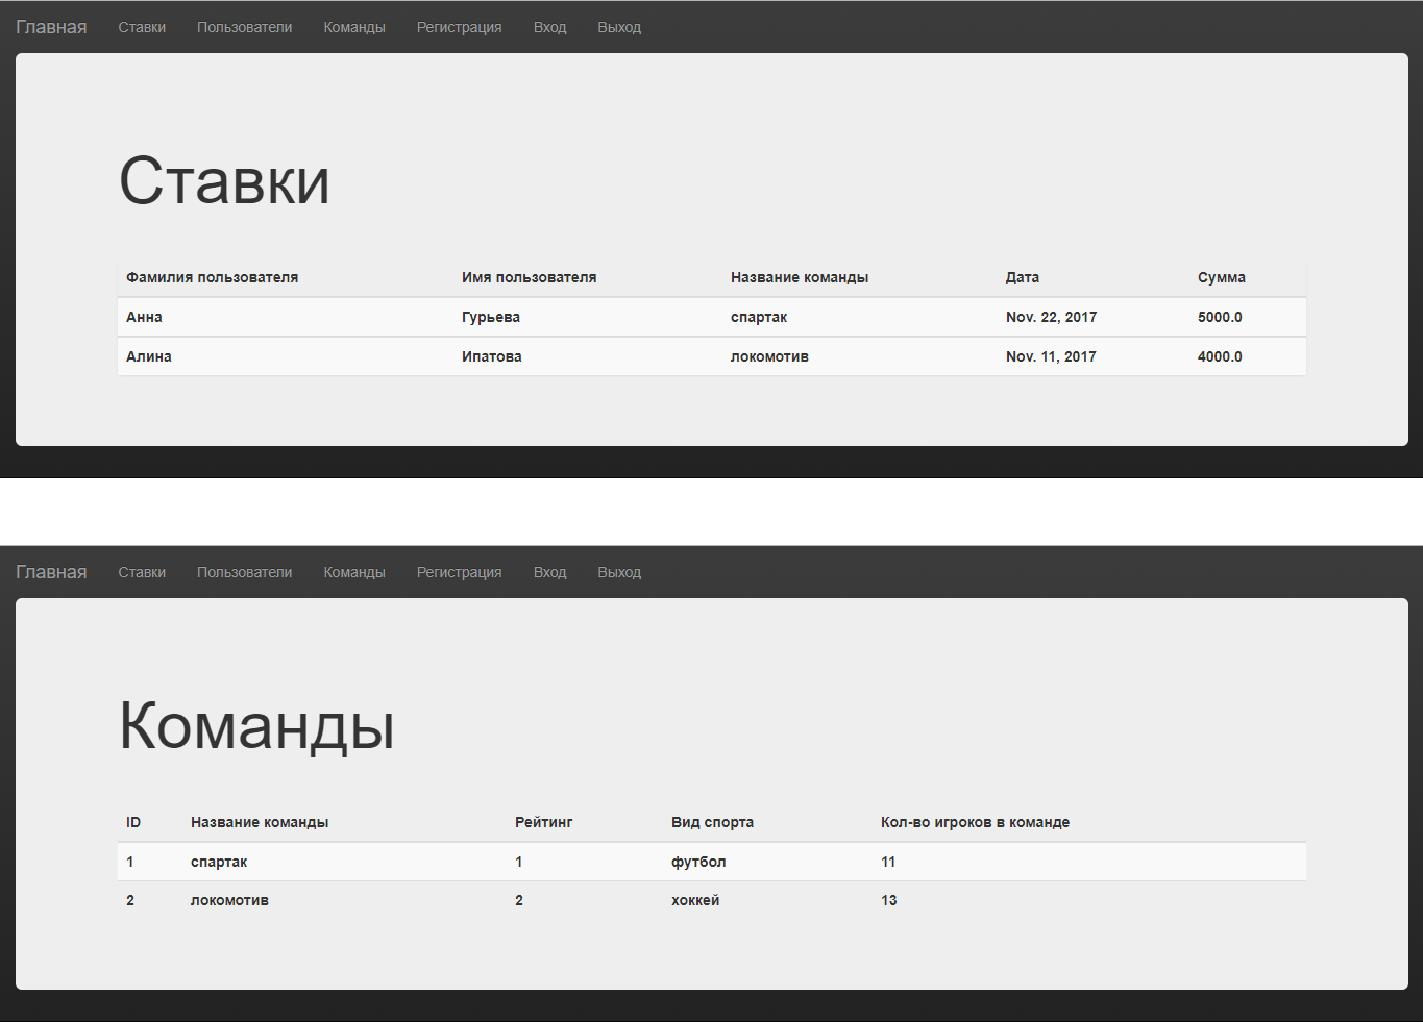 Главная Ставки Пользователи Команды Регистрация Вход Выход
Ставки
Фамилия пользователя Имя пользователя Название команды Дата Сумма
Анна Гурьева спартак Nov. 22, 2017 5000.0
Алина Ипатова локомотив Nov. 11, 2017 4000.0
Главная Ставки Пользователи Команды Регистрация Вход Выход
Команды
ID Название команды Рейтинг Вид спорта Кол-во игроков в команде
1 спартак 1 футбол 11
2 локомотив 2 хоккей 13